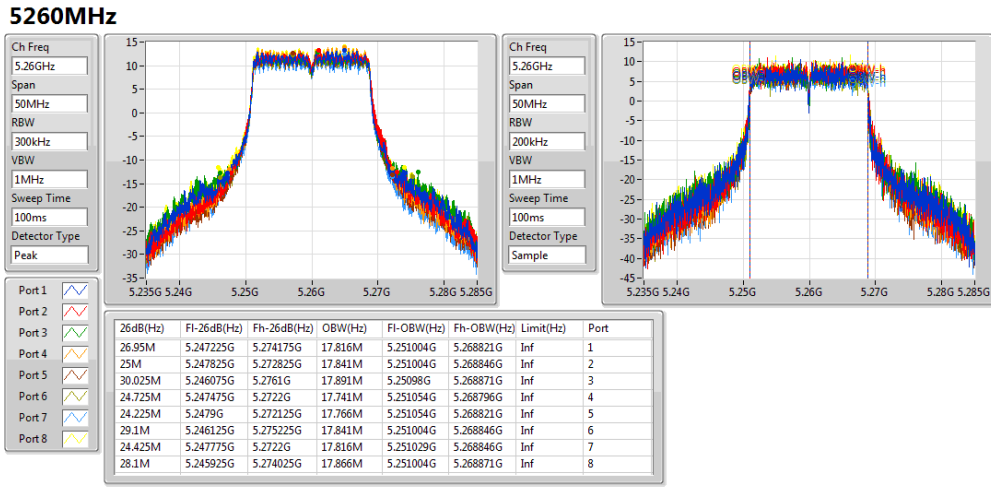 5260MHz
Ch Freq
5.26GHz
Span
50MHz
RBW
300kHz
VBW
1MHz
Sweep Time
100ms
Detector Type
Peak
15
10
5
0
-5
-10
-15
-20
-25
-30
-35
5.235G 5.24G 5.25G 5.26G 5.27G 5.28G 5.285G
Ch Freq
5.26GHz
Span
50MHz
RBW
200kHz
VBW
1MHz
Sweep Time
100ms
Detector Type
Sample
15
10
5
0
-5
-10
-15
-20
-25
-30
-35
-40
-45
5.235G 5.24G 5.25G 5.26G 5.27G 5.28G 5.285G
Port 1
Port 2
Port 3
Port 4
Port 5
Port 6
Port 7
Port 8
26dB(Hz) Fl-26dB(Hz) Fh-26dB(Hz) OBW(Hz) Fl-OBW(Hz) Fh-OBW(Hz) Limit(Hz) Port
26.95M 5.247225G 5.274175G 17.816M 5.251004G 5.268821G Inf 1
25M 5.247825G 5.272825G 17.841M 5.251004G 5.268846G Inf 2
30.025M 5.246075G 5.2761G 17.891M 5.25098G 5.268871G Inf 3
24.725M 5.247475G 5.2722G 17.741M 5.251054G 5.268796G Inf 4
24.225M 5.2479G 5.272125G 17.766M 5.251054G 5.268821G Inf 5
29.1M 5.246125G 5.275225G 17.841M 5.251004G 5.268846G Inf 6
24.425M 5.247775G 5.2722G 17.816M 5.251029G 5.268846G Inf 7
28.1M 5.245925G 5.274025G 17.866M 5.251004G 5.268871G Inf 8